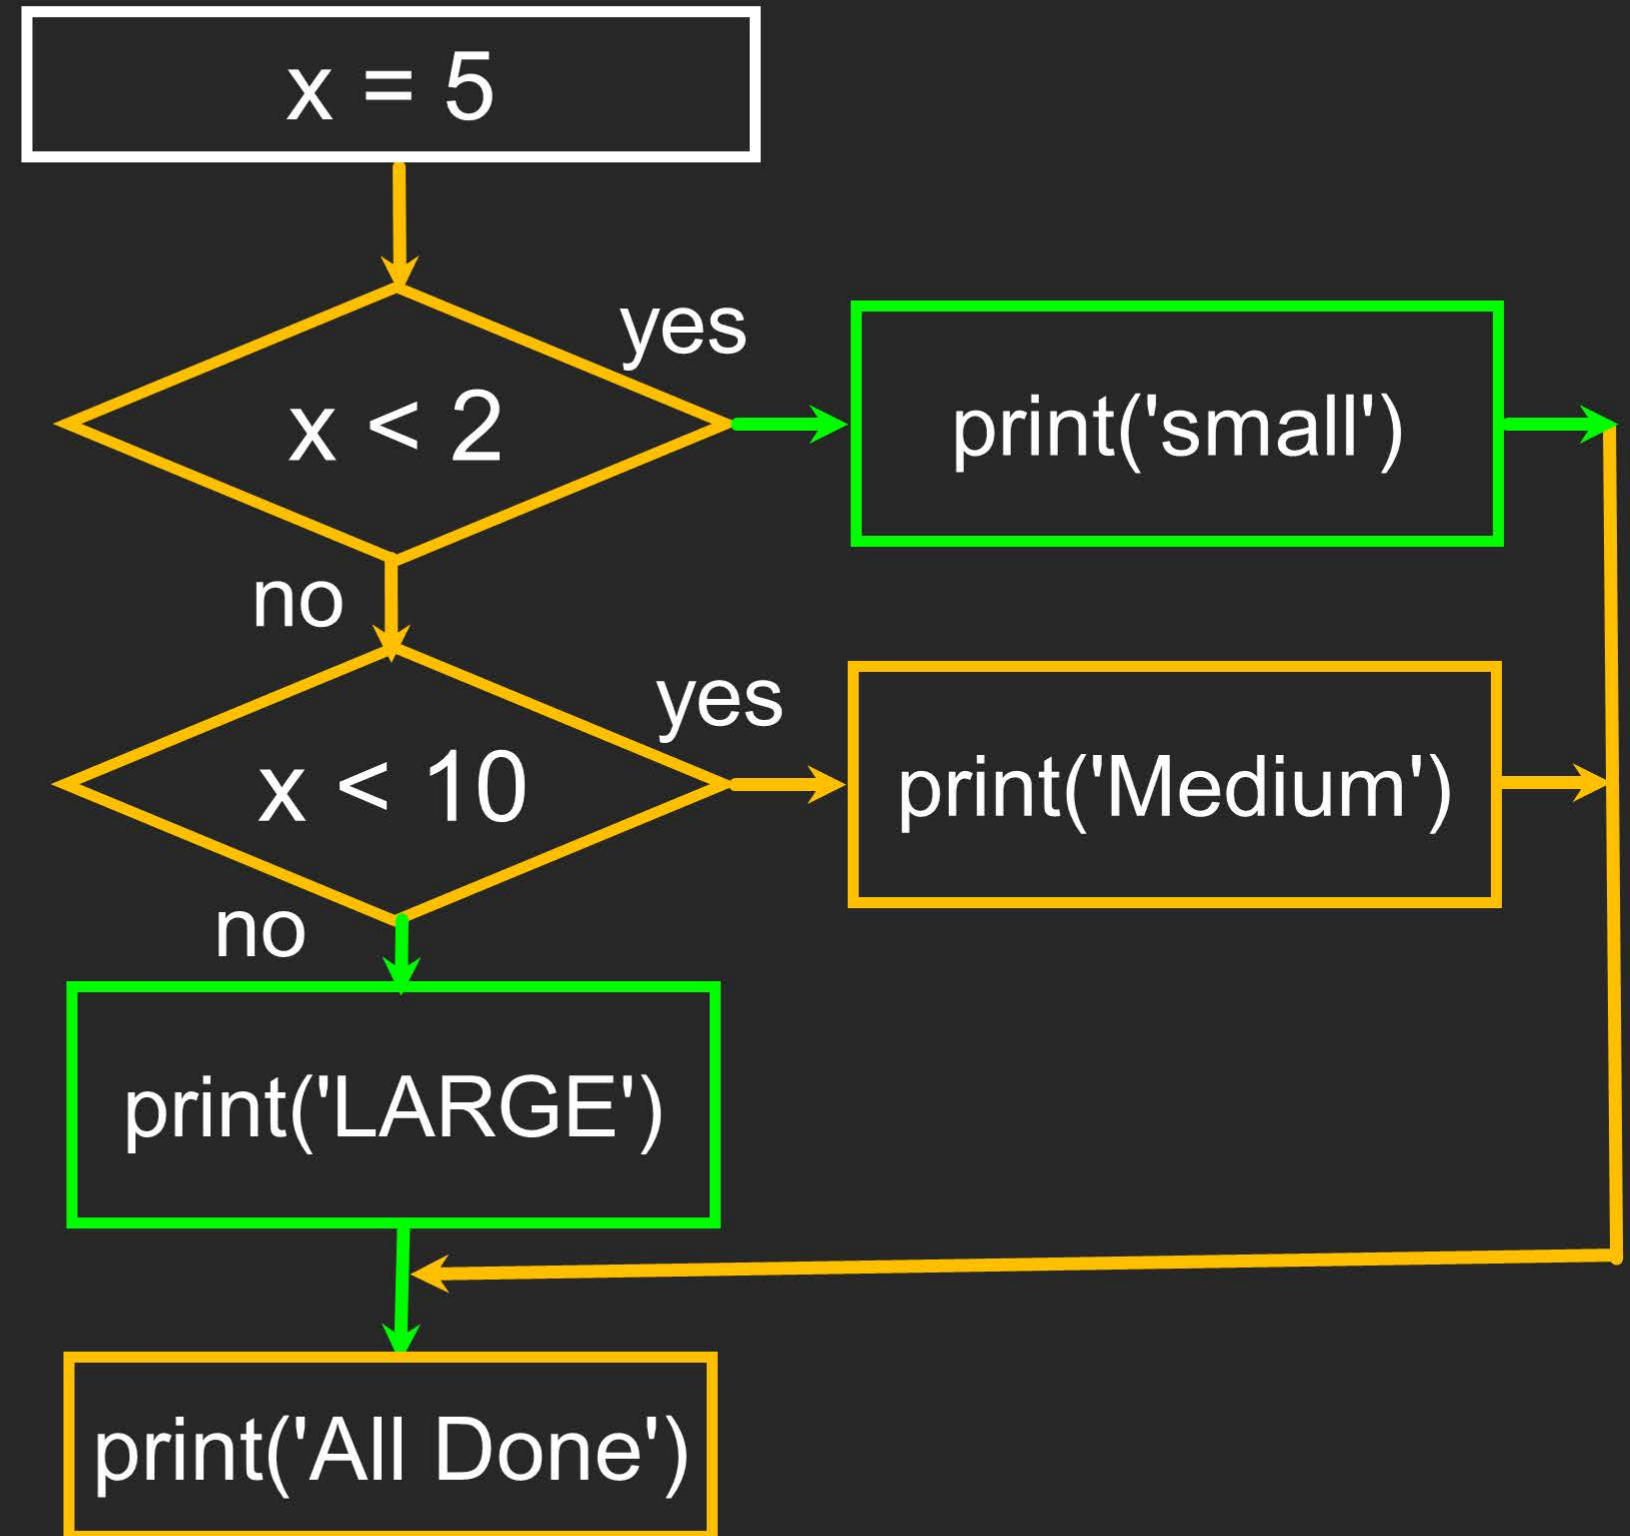 x = 5
yes
x < 2
print('small')
no
yes
x < 10
print('Medium')
no
print('LARGE')
print('All Done')